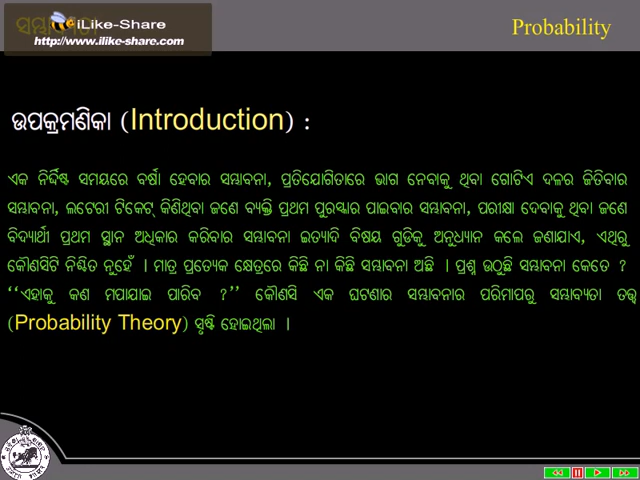 iLike-Share
http://www.ilike-share.com
Probability
ଉପକ୍ରମଣିକା (Introduction) :
ଏକ ନିର୍ଦ୍ଦିଷ୍ଟ ସମୟରେ ବର୍ଷା ହେବାର ସମ୍ଭାବନା, ପ୍ରତିଯୋଗିତାରେ ଭାଗ ନେବାକୁ ଥିବା ଗୋଟିଏ ଦଳର ଜିତିବାର
ସମ୍ଭାବନା, ଲଟେରୀ ଟିକେଟ୍ କିଣିଥିବା ଜଣେ ବ୍ୟକ୍ତି ପ୍ରଥମ ପୁରସ୍କାର ପାଇବାର ସମ୍ଭାବନା, ପରୀକ୍ଷା ଦେବାକୁ ଥିବା ଜଣେ
ବିଦ୍ୟାର୍ଥୀ ପ୍ରଥମ ସ୍ଥାନ ଅଧିକାର କରିବାର ସମ୍ଭାବନା ଇତ୍ୟାଦି ବିଷୟ ଗୁଡିକୁ ଅନୁଧ୍ୟାନ କଲେ ଜଣାଯାଏ, ଏଥିରୁ
କୌଣସିଟି ନିଶ୍ଚିତ ନୁହେଁ । ମାତ୍ର ପ୍ରତ୍ୟେକ କ୍ଷେତ୍ରରେ କିଛି ନା କିଛି ସମ୍ଭାବନା ଅଛି । ପ୍ରଶ୍ନ ଉଠୁଛି ସମ୍ଭାବନା କେତେ ?
‘‘ଏହାକୁ କଣ ମପାଯାଇ ପାରିବ ?’’ କୌଣସି ଏକ ଘଟଣାର ସମ୍ଭାବନାର ପରିମାପରୁ ସମ୍ଭାବ୍ୟତା ତତ୍ତ୍ୱ
(Probability Theory) ସୃଷ୍ଟି ହୋଇଥିଲା ।